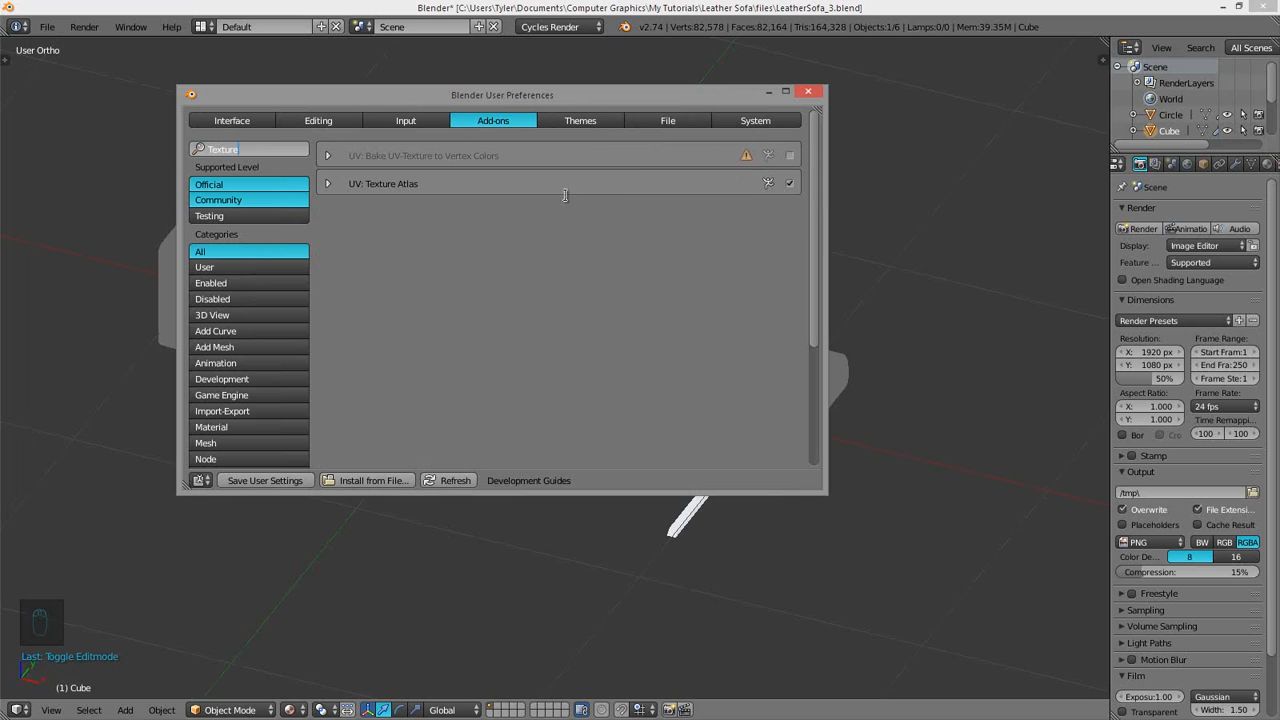 Blender* [C:\Users\Tyler\Documents\Computer Graphics\My Tutorials\Leather Sofa\files\LeatherSofa_3.blend]
File Render Window Help Default Scene Cycles Render v2.74 | Verts:82,578 | Faces:82,164 | Tris:164,328 | Objects:1/6 | Lamps:0/0 | Mem:39.35M | Cube
View Search All Scenes
User Ortho
Scene
RenderLayers
World
Circle
Cube
Blender User Preferences
Interface Editing Input Add-ons Themes File System
Texture
UV: Bake UV-Texture to Vertex Colors
Supported Level
Official
UV: Texture Atlas
Community
Testing
Categories
All
User
Enabled
Disabled
3D View
Add Curve
Add Mesh
Animation
Development
Game Engine
Import-Export
Material
Mesh
Node
Save User Settings Install from File... Refresh Development Guides
Scene
Render
Render Animatio Audio
Display: Image Editor
Feature ... Supported
Open Shading Language
Dimensions
Render Presets
Resolution: Frame Range:
X: 1920 px Start Fram:1
Y: 1080 px End Fra:250
50% Frame Ste:1
Aspect Ratio: Frame Rate:
X: 1.000 24 fps
Y: 1.000 Time Remappi...
Bor Cro 100 100
Stamp
Output
/tmp\
Overwrite File Extensi...
Placeholders Cache Result
PNG BW RGB RGBA
Color De... 8 16
Compression: 15%
Freestyle
Sampling
Volume Sampling
Light Paths
Motion Blur
Film
Exposu:1.00 Gaussian
Transparent Width: 1.50
Last: Toggle Editmode
(1) Cube
View Select Add Object Object Mode Global